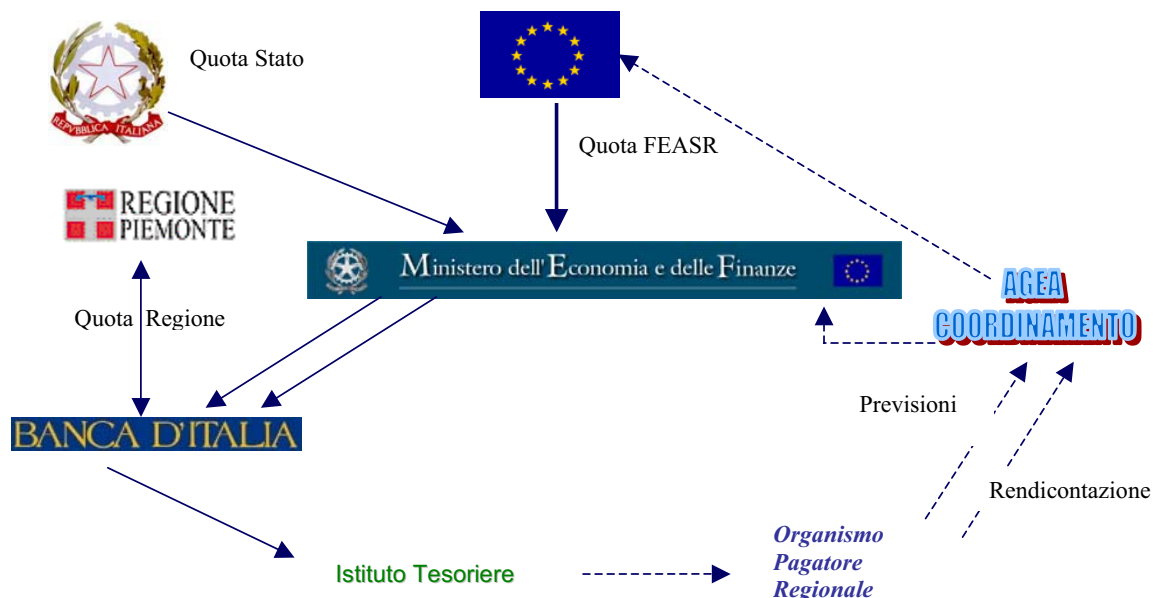 Quota Stato
REPVBBLICA ITALIANA
Quota FEASR
REGIONE
PIEMONTE
Ministero dell'Economia e delle Finanze
AGEA
COORDINAMENTO
Quota Regione
Previsioni
BANCA D'ITALIA
Rendicontazione
Organismo
Pagatore
Regionale
Istituto Tesoriere